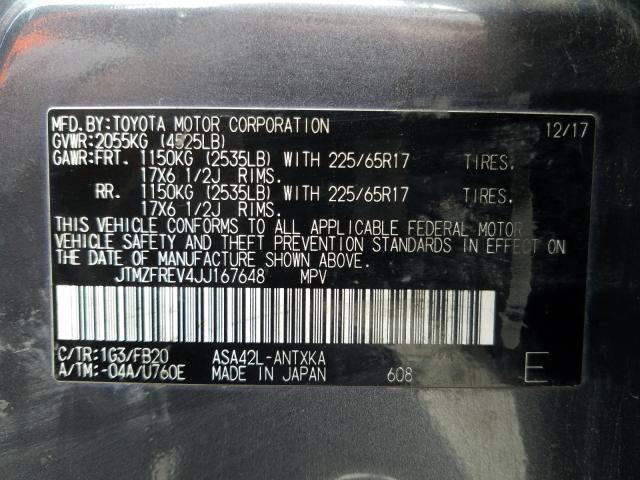 MFD.BY:TOYOTA MOTOR CORPORATION 12/17
GVWR:2055KG (4525LB)
GAWR:FRT. 1150KG (2535LB) WITH 225/65R17 TIRES.
17X6 1/2J RIMS.
RR. 1150KG (2535LB) WITH 225/65R17 TIRES.
17X6 1/2J RIMS.
THIS VEHICLE CONFORMS TO ALL APPLICABLE FEDERAL MOTOR
VEHICLE SAFETY AND THEFT PREVENTION STANDARDS IN EFFECT ON
THE DATE OF MANUFACTURE SHOWN ABOVE.
JTMZFREV4JJ167648 MPV
C/TR:1G3/FB20 ASA42L-ANTXKA
A/TM:-04A/U760E MADE IN JAPAN 608 E